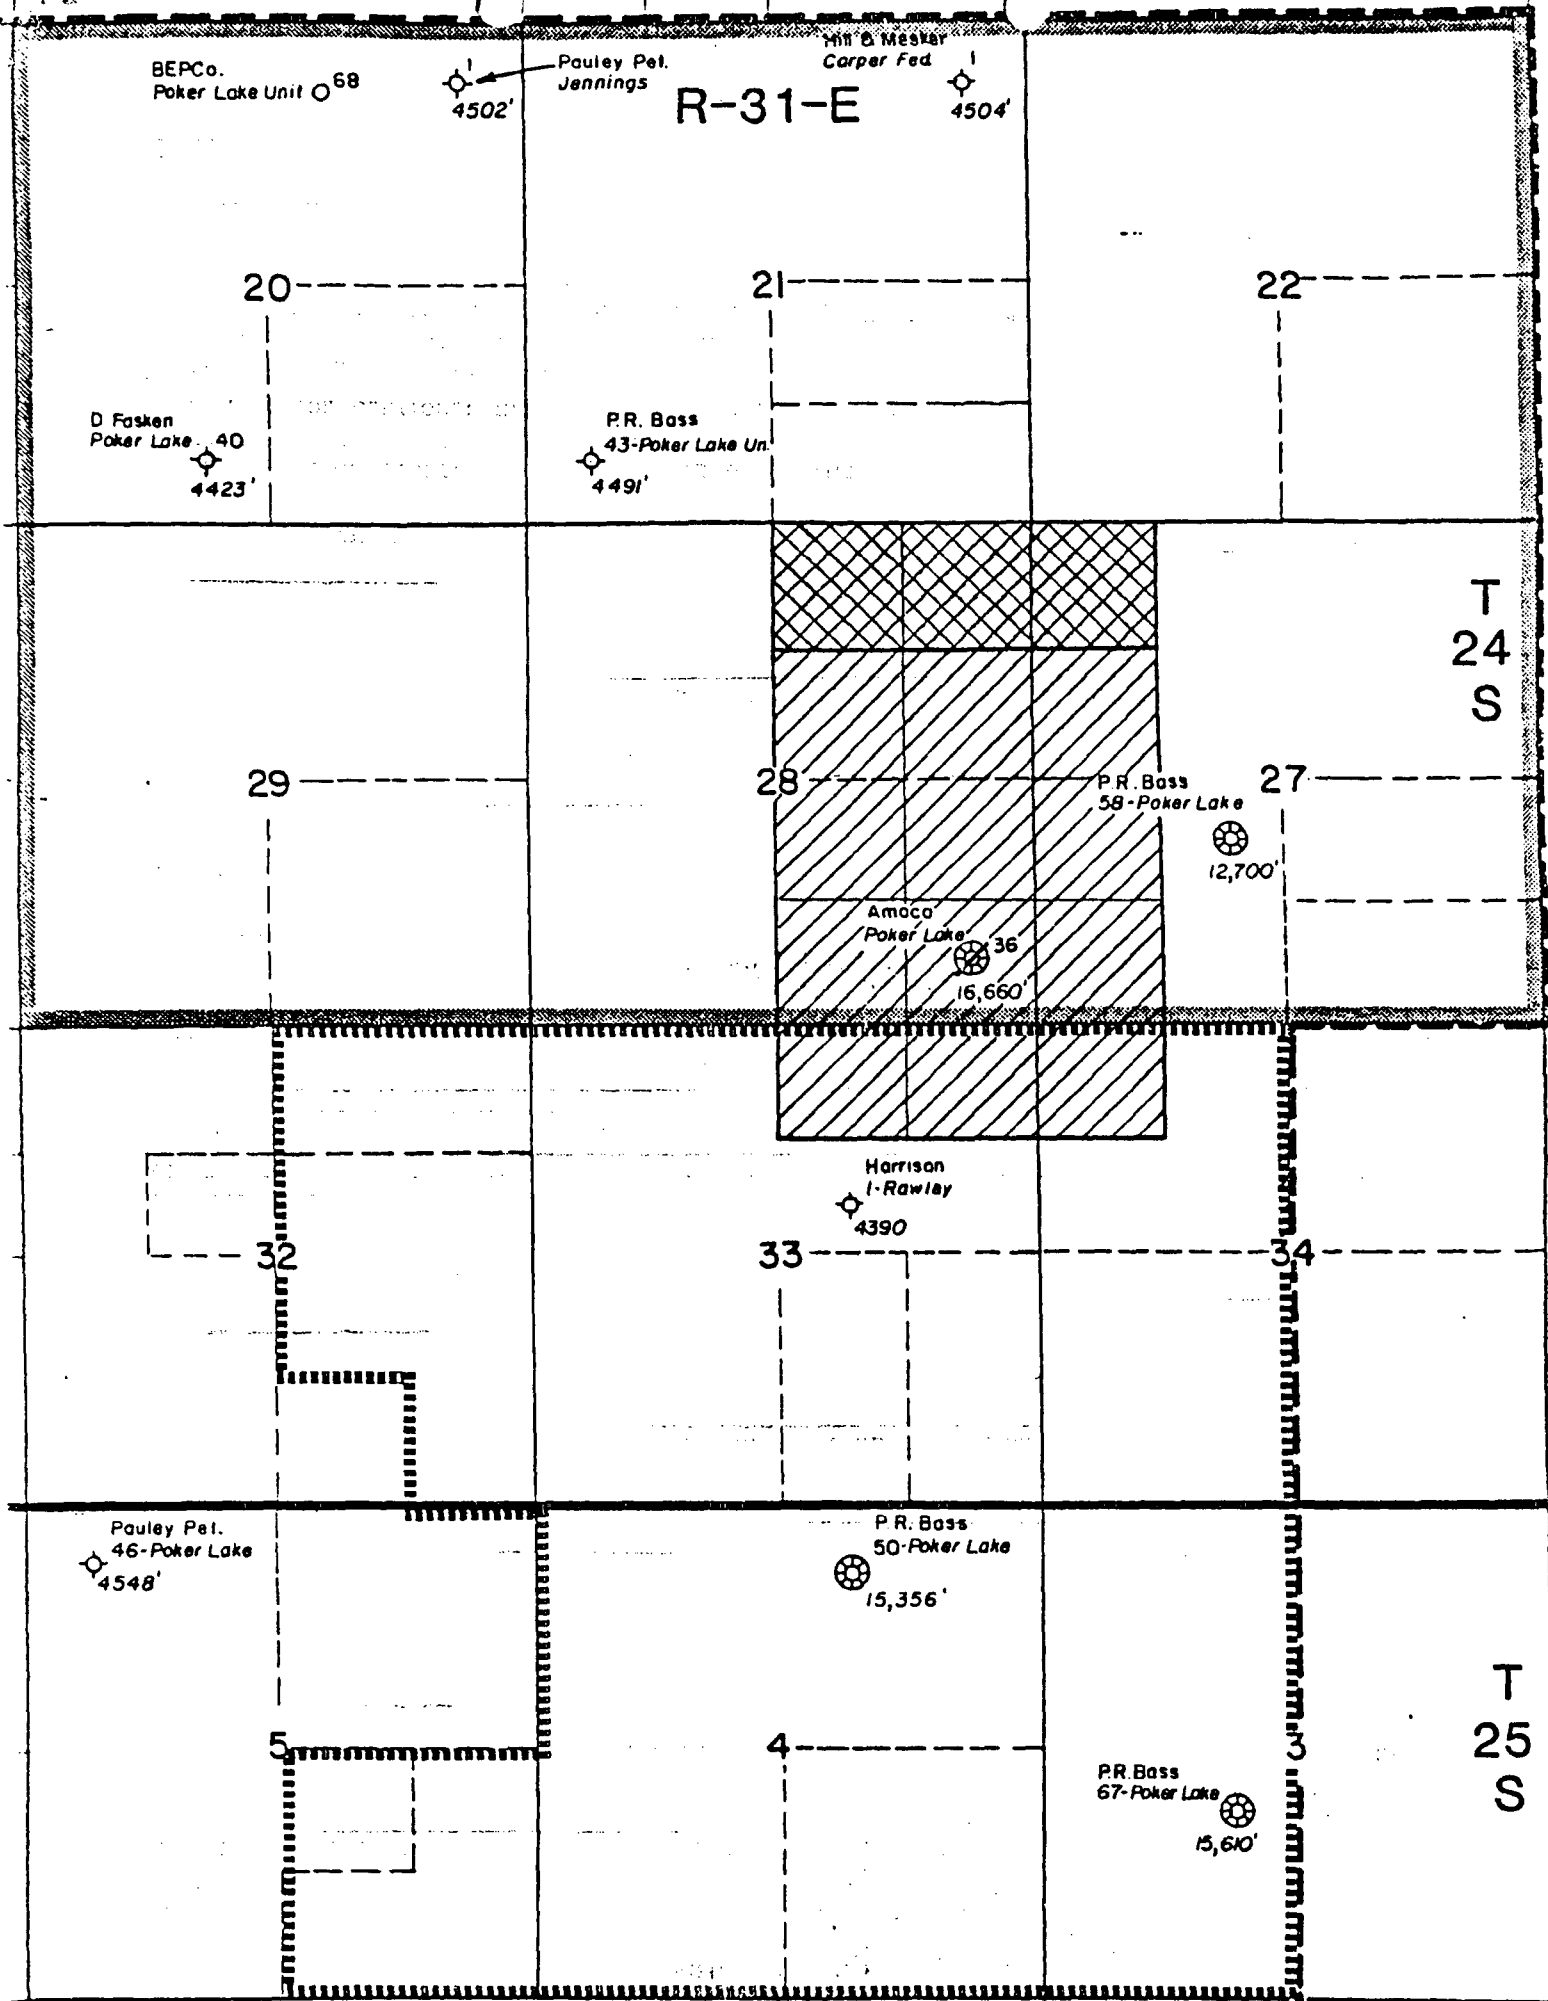 BEPCo.
Poker Lake Unit 68
1
Pauley Pet.
Jennings
4502'
R-31-E
Hill & Mesker
Carper Fed
1
4504'
20
21
22
D Fasken
Poker Lake 40
4423'
P.R. Bass
43-Poker Lake Un.
4491'
T
24
S
29
28
27
P.R. Bass
58-Poker Lake
12,700'
Amoco
Poker Lake 36
16,660'
Harrison
1-Rawley
4390
32
33
34
Pauley Pet.
46-Poker Lake
4548'
P.R. Bass
50-Poker Lake
15,356'
T
25
S
5
4
3
P.R. Bass
67-Poker Lake
15,610'